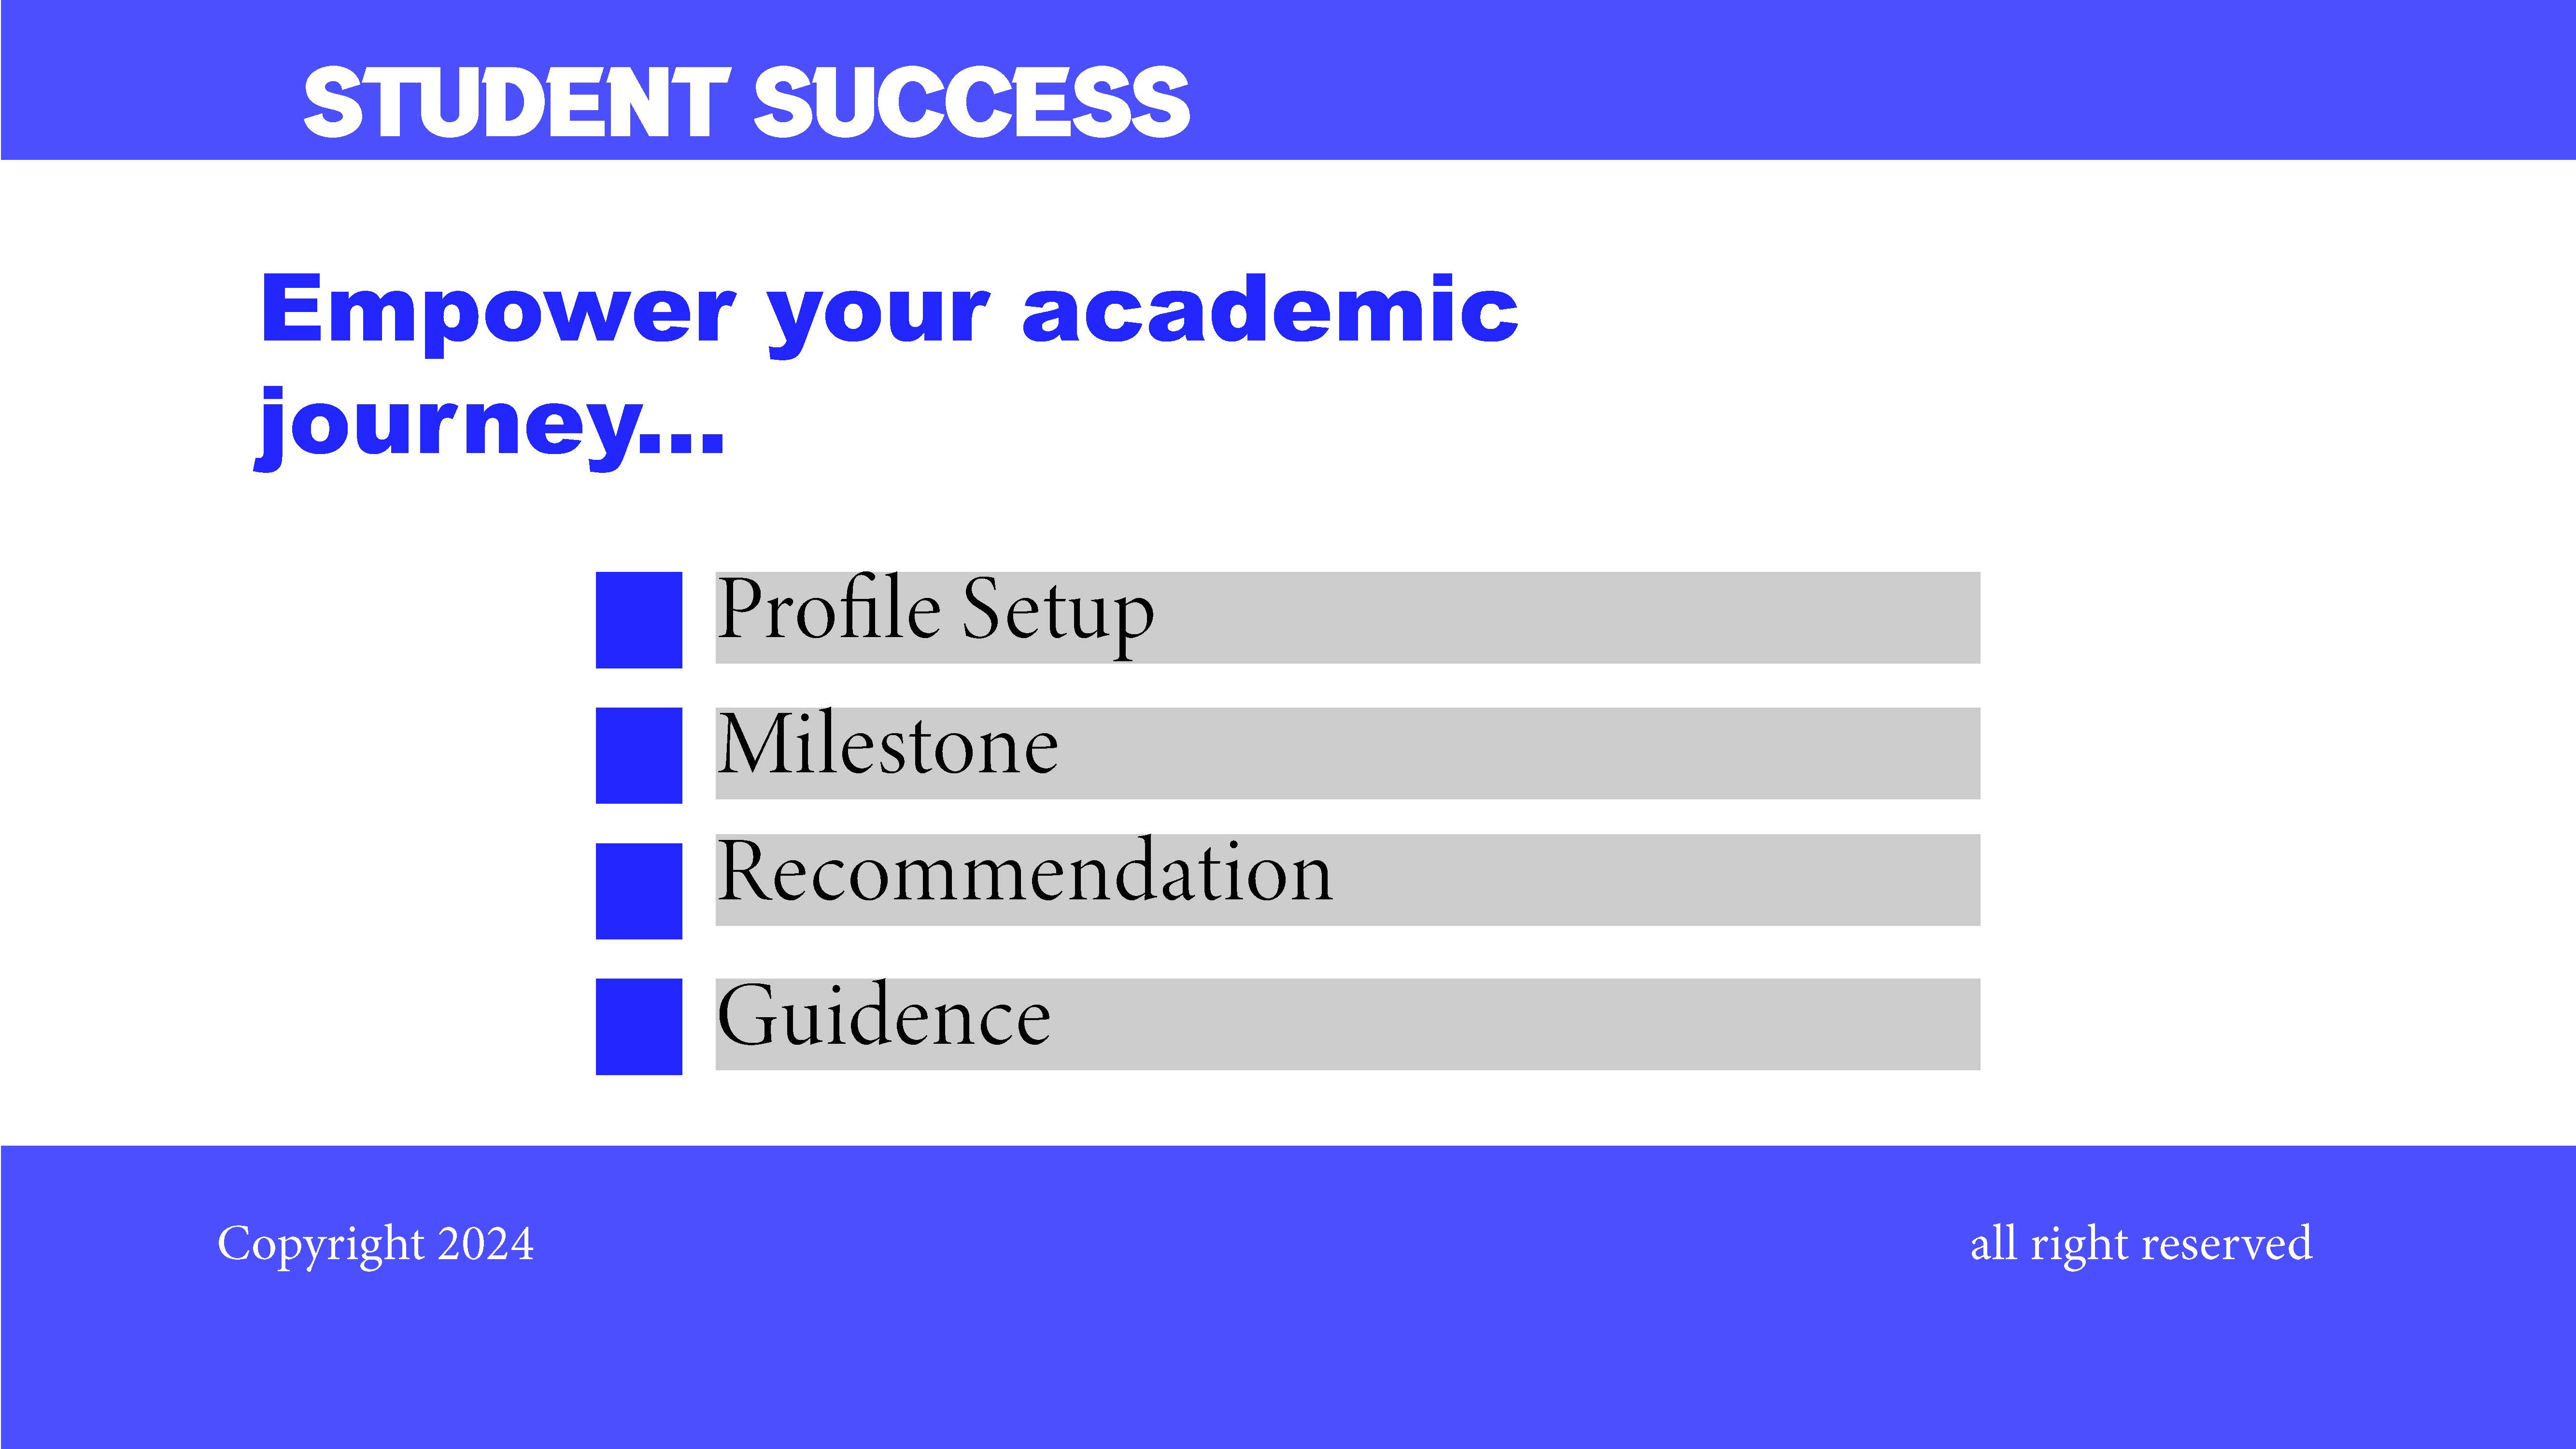 STUDENT SUCCESS
Empower your academic
journey...
Profile Setup
Milestone
Recommendation
Guidence
Copyright 2024
all right reserved